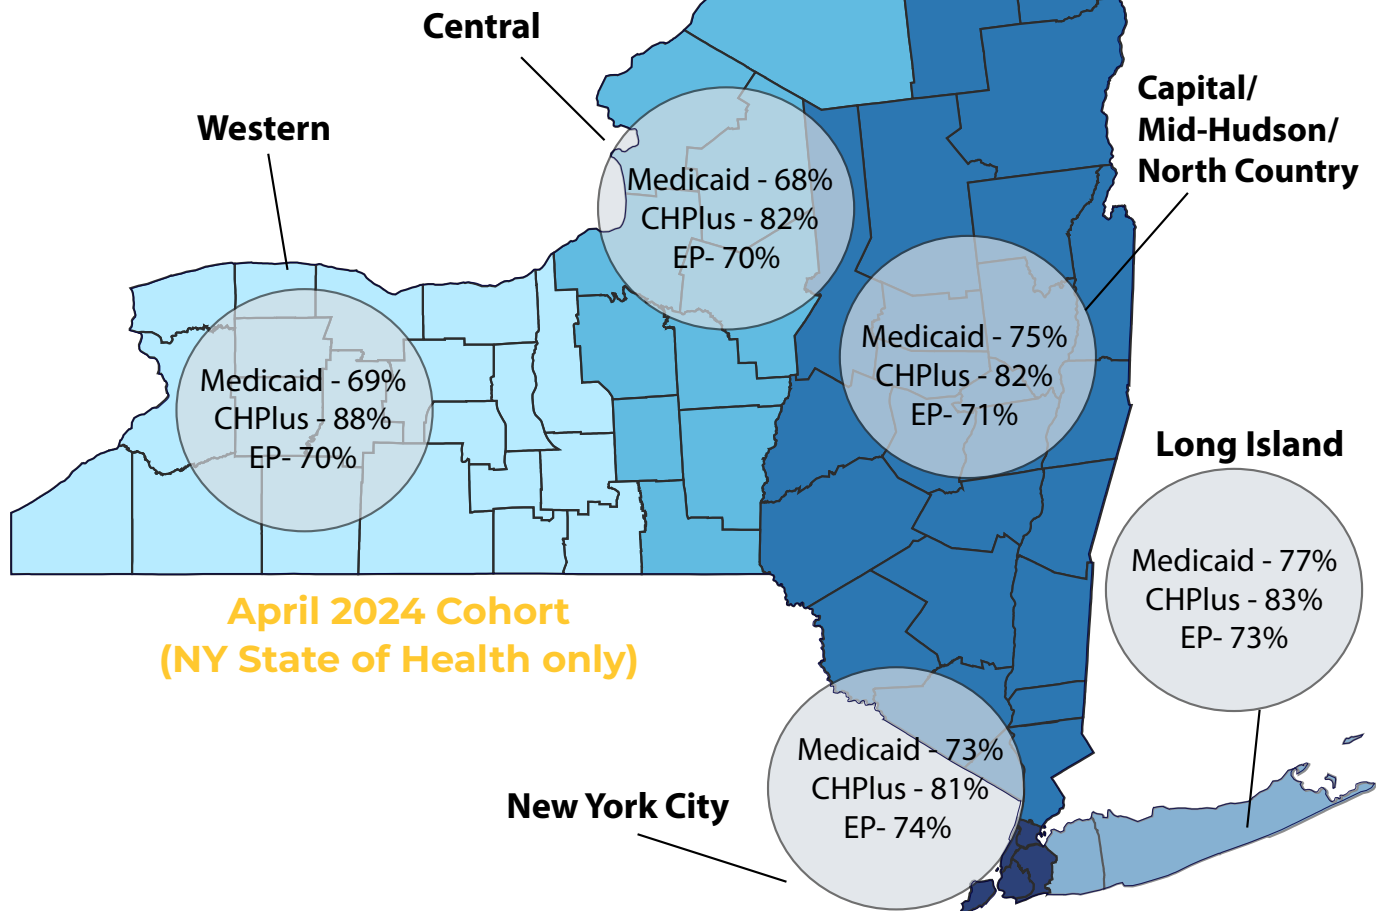 Central
Western
Capital/
Mid-Hudson/
North Country
Medicaid - 68%
CHPlus - 82%
EP- 70%
Medicaid - 75%
CHPlus - 82%
EP- 71%
Medicaid - 69%
CHPlus - 88%
EP- 70%
Long Island
Medicaid - 77%
CHPlus - 83%
EP- 73%
April 2024 Cohort
(NY State of Health only)
New York City
Medicaid - 73%
CHPlus - 81%
EP- 74%